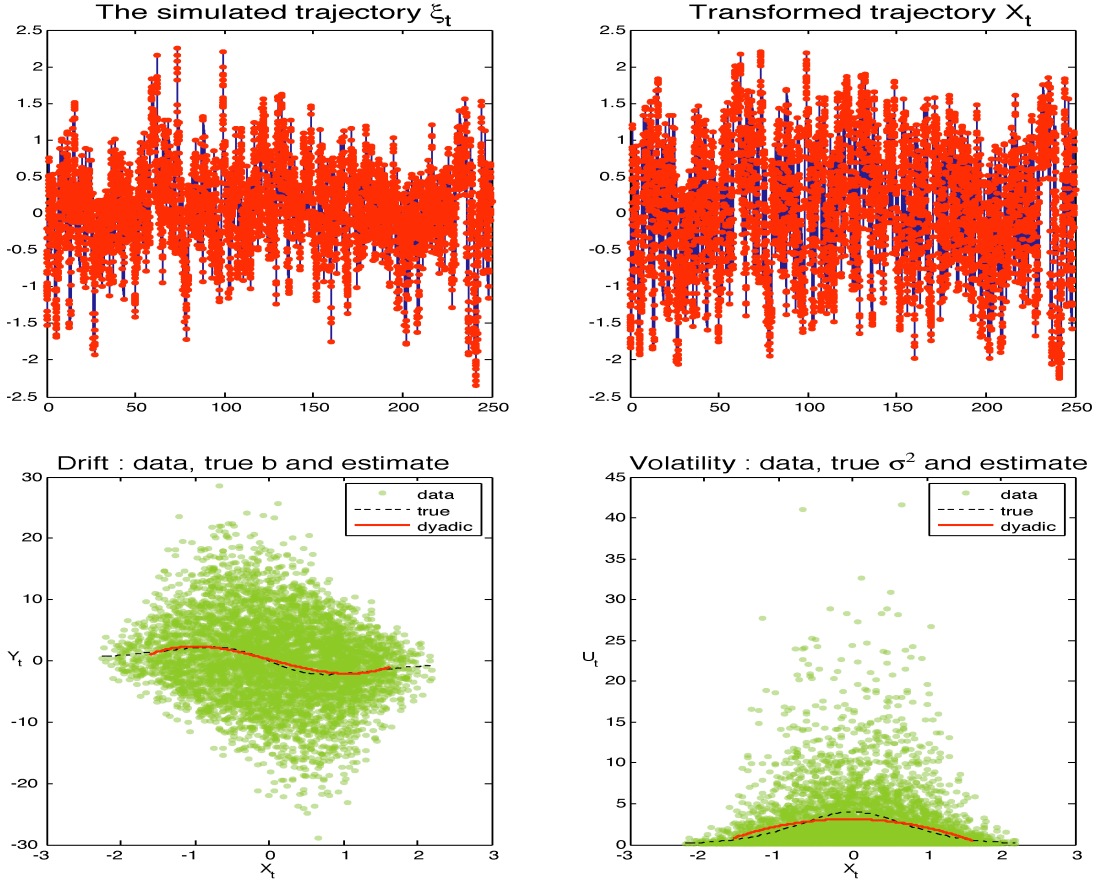 The simulated trajectory ξt
2.5
2
1.5
1
0.5
0
-0.5
-1
-1.5
-2
-2.5
0 50 100 150 200 250
Transformed trajectory Xt
2.5
2
1.5
1
0.5
0
-0.5
-1
-1.5
-2
-2.5
0 50 100 150 200 250
Drift : data, true b and estimate
30
20
10
0
-10
-20
-30
Yt
data
true
dyadic
-3 -2 -1 0 1 2 3
Xt
Volatility : data, true σ² and estimate
45
40
35
30
25
20
15
10
5
0
Ut
data
true
dyadic
-3 -2 -1 0 1 2 3
Xt